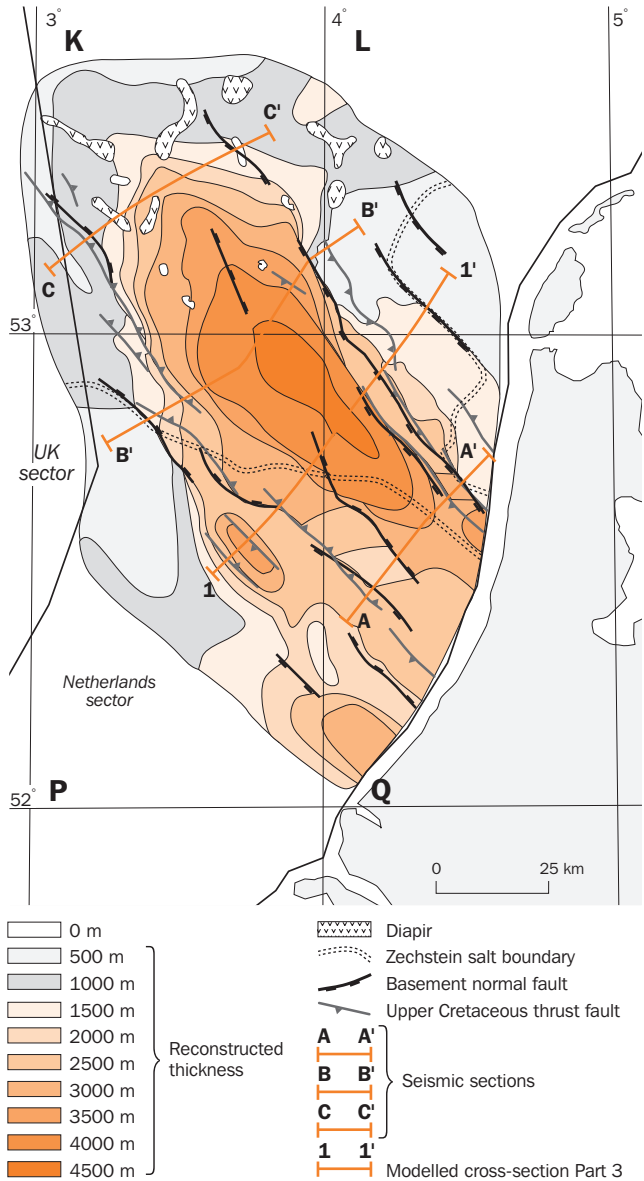 3° 4° 5°
K L
C'
B'
C 1'
53°
A'
B'
UK
sector
1
A
Netherlands
sector
52° P Q
0 25 km
0 m
500 m
1000 m
1500 m
2000 m
2500 m
3000 m
3500 m
4000 m
4500 m
Reconstructed
thickness
Diapir
Zechstein salt boundary
Basement normal fault
Upper Cretaceous thrust fault
A A'
B B'
C C'
Seismic sections
1 1'
Modelled cross-section Part 3